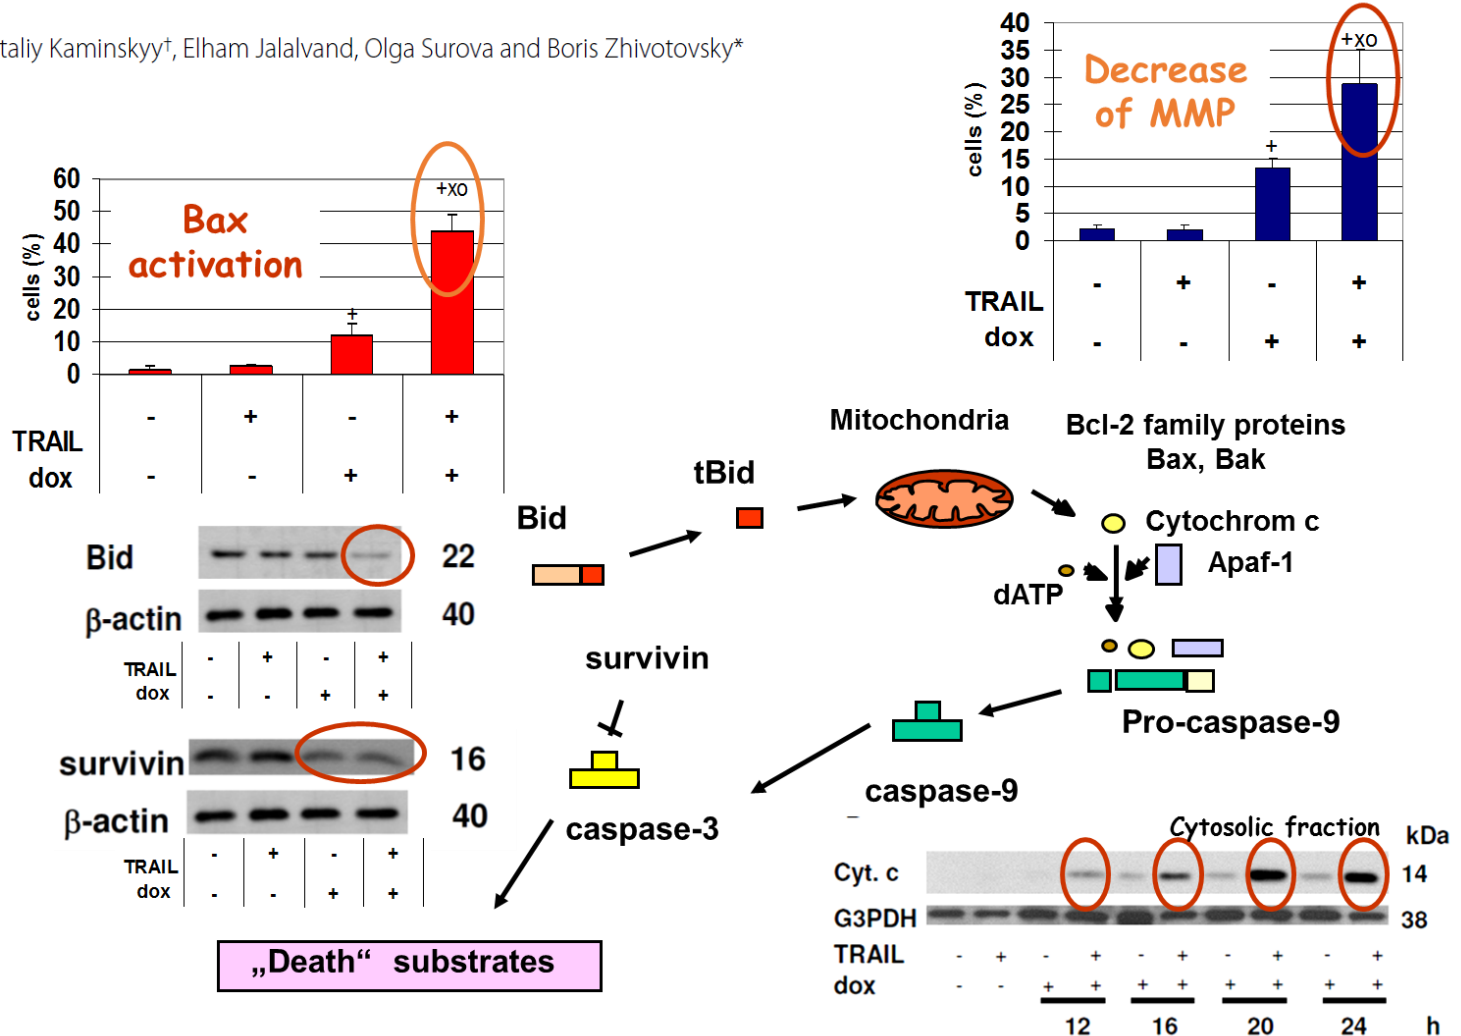 taliy Kaminskyy†, Elham Jalalvand, Olga Surova and Boris Zhivotovsky*
40
35
30
25
20
15
10
5
0
cells (%)
Decrease
of MMP
+
+xo
- + - +
TRAIL
dox
- - + +
60
50
40
30
20
10
0
cells (%)
Bax
activation
+
+xo
- + - +
TRAIL
dox
- - + +
Mitochondria
Bcl-2 family proteins
Bax, Bak
tBid
Bid
Cytochrom c
Apaf-1
dATP
Pro-caspase-9
caspase-9
survivin
caspase-3
„Death“ substrates
Bid 22
β-actin 40
TRAIL - + - +
dox - - + +
survivin 16
β-actin 40
TRAIL - + - +
dox - - + +
Cytosolic fraction kDa
Cyt. c 14
G3PDH 38
TRAIL - + - + - + - + - +
dox - - + + + + + + + +
12 16 20 24 h